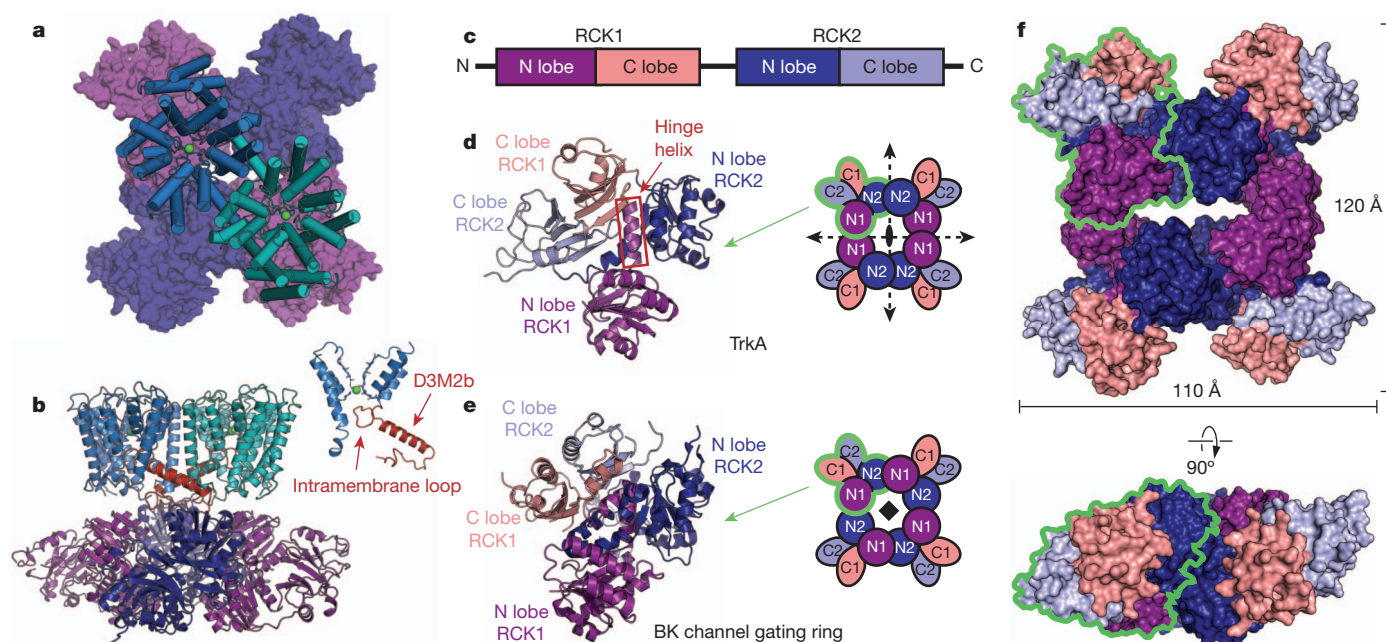 a
b
D3M2b
Intramembrane loop
c
RCK1
RCK2
N
N lobe
C lobe
N lobe
C lobe
C
d
Hinge
helix
C lobe
RCK1
N lobe
RCK2
C lobe
RCK2
N lobe
RCK1
TrkA
C2
C1
N2
N2
C1
C2
N1
N1
N1
N1
C2
C1
N2
N2
C1
C2
e
C lobe
RCK2
N lobe
RCK2
C lobe
RCK1
N lobe
RCK1
BK channel gating ring
C2
C1
N2
N1
C1
C2
N1
N2
N2
N1
C2
C1
N1
N2
C1
C2
f
120 Å
110 Å
90º